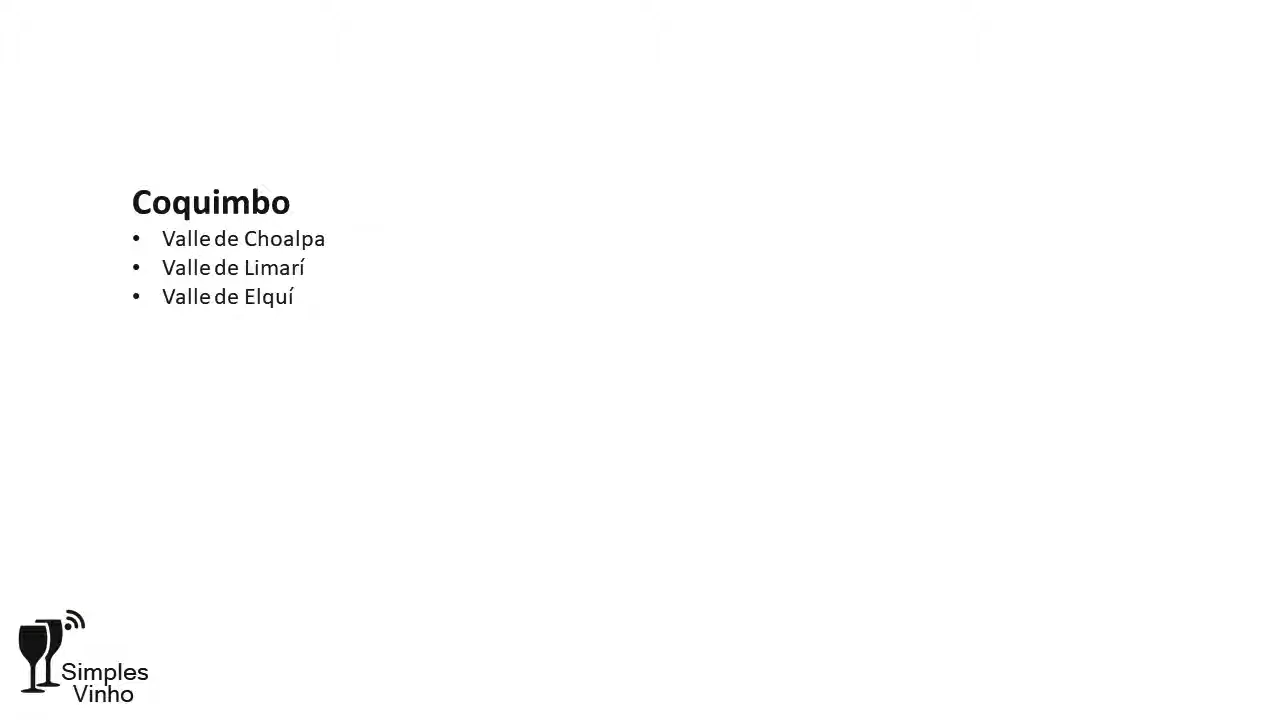 Coquimbo
• Valle de Choalpa
• Valle de Limarí
• Valle de Elquí
Simples
Vinho